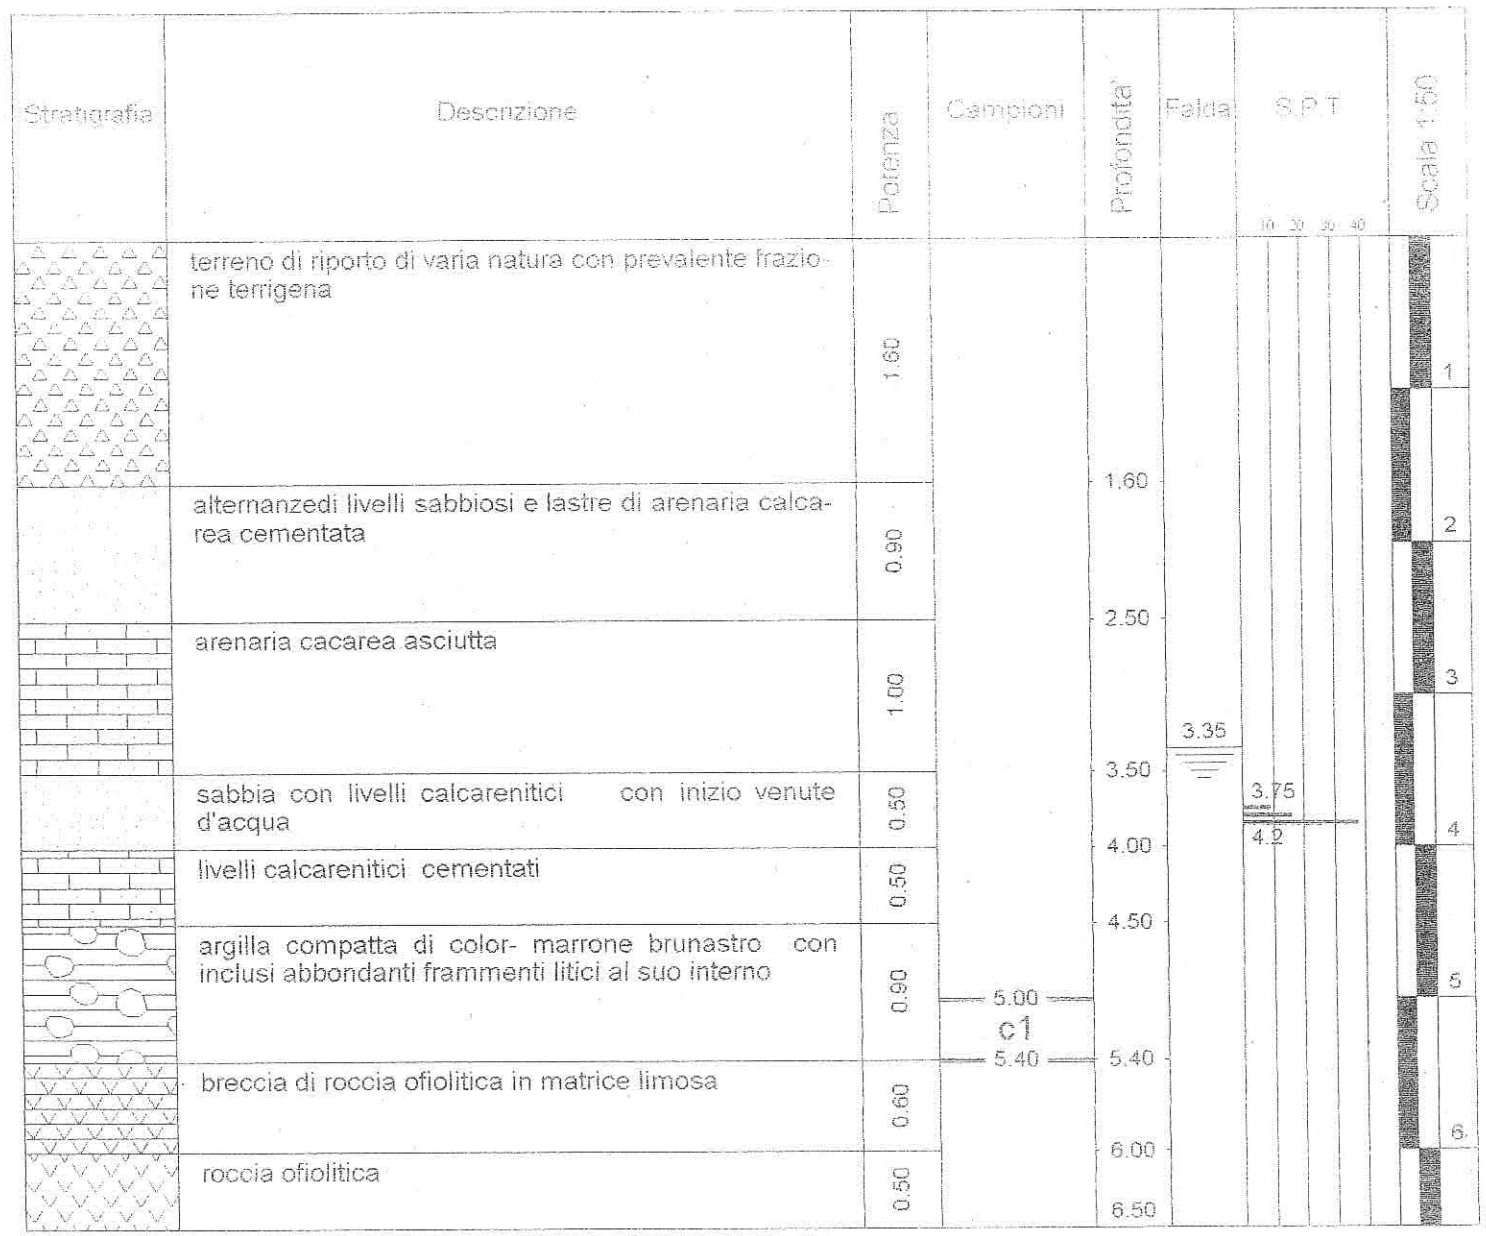 Stratigrafia
Descrizione
Potenza
Campioni
Profondita'
Falda
S.P.T
Scala 1:50
10 20 30 40
terreno di riporto di varia natura con prevalente frazio-
ne terrigena
1.60
1
1.60
alternanzedi livelli sabbiosi e lastre di arenaria calca-
rea cementata
0.90
2
2.50
arenaria cacarea asciutta
1.00
3
3.35
3.50
sabbia con livelli calcarenitici con inizio venute
d'acqua
0.50
3.75
4.2
4
4.00
livelli calcarenitici cementati
0.50
4.50
argilla compatta di color- marrone brunastro con
inclusi abbondanti frammenti litici al suo interno
0.90
5
5.00
c1
5.40
5.40
breccia di roccia ofiolitica in matrice limosa
0.60
6
6.00
roccia ofiolitica
0.50
6.50